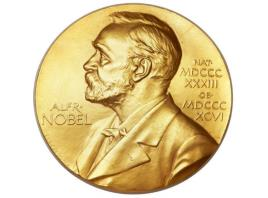 ALFR·
NOBEL
NAT·
MDCCC
XXXIII
OB·
MDCCC
XCVI